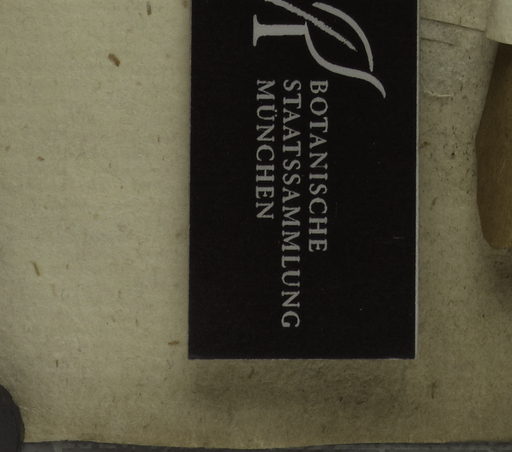 BOTANISCHE
STAATSSAMMLUNG
MÜNCHEN